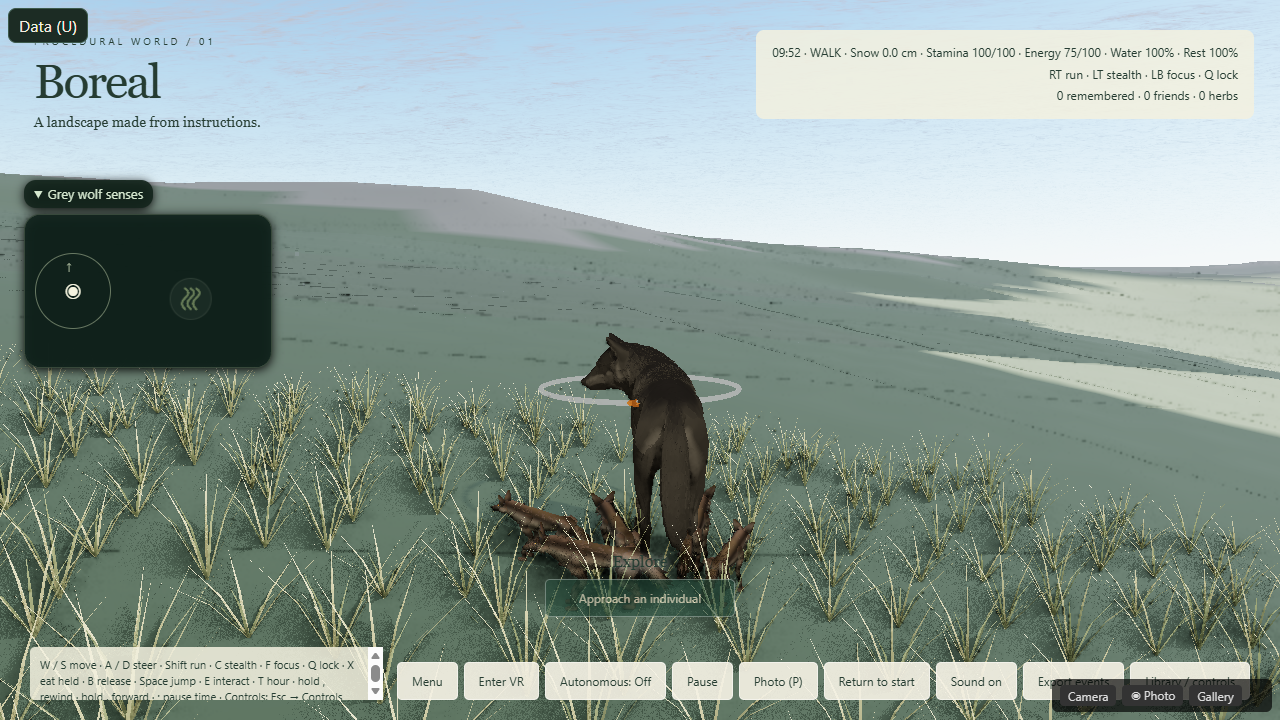 Data (U)
PROCEDURAL WORLD / 01
Boreal
A landscape made from instructions.
09:52 · WALK · Snow 0.0 cm · Stamina 100/100 · Energy 75/100 · Water 100% · Rest 100%
RT run · LT stealth · LB focus · Q lock
0 remembered · 0 friends · 0 herbs
▼ Grey wolf senses
↑
Explore
Approach an individual
W / S move · A / D steer · Shift run · C stealth · F focus · Q lock · X
eat held · B release · Space jump · E interact · T hour · hold ,
rewind · hold . forward · ; pause time · Controls: Esc → Controls
Menu
Enter VR
Autonomous: Off
Pause
Photo (P)
Return to start
Sound on
Export events
Library / controls
Camera
◉ Photo
Gallery